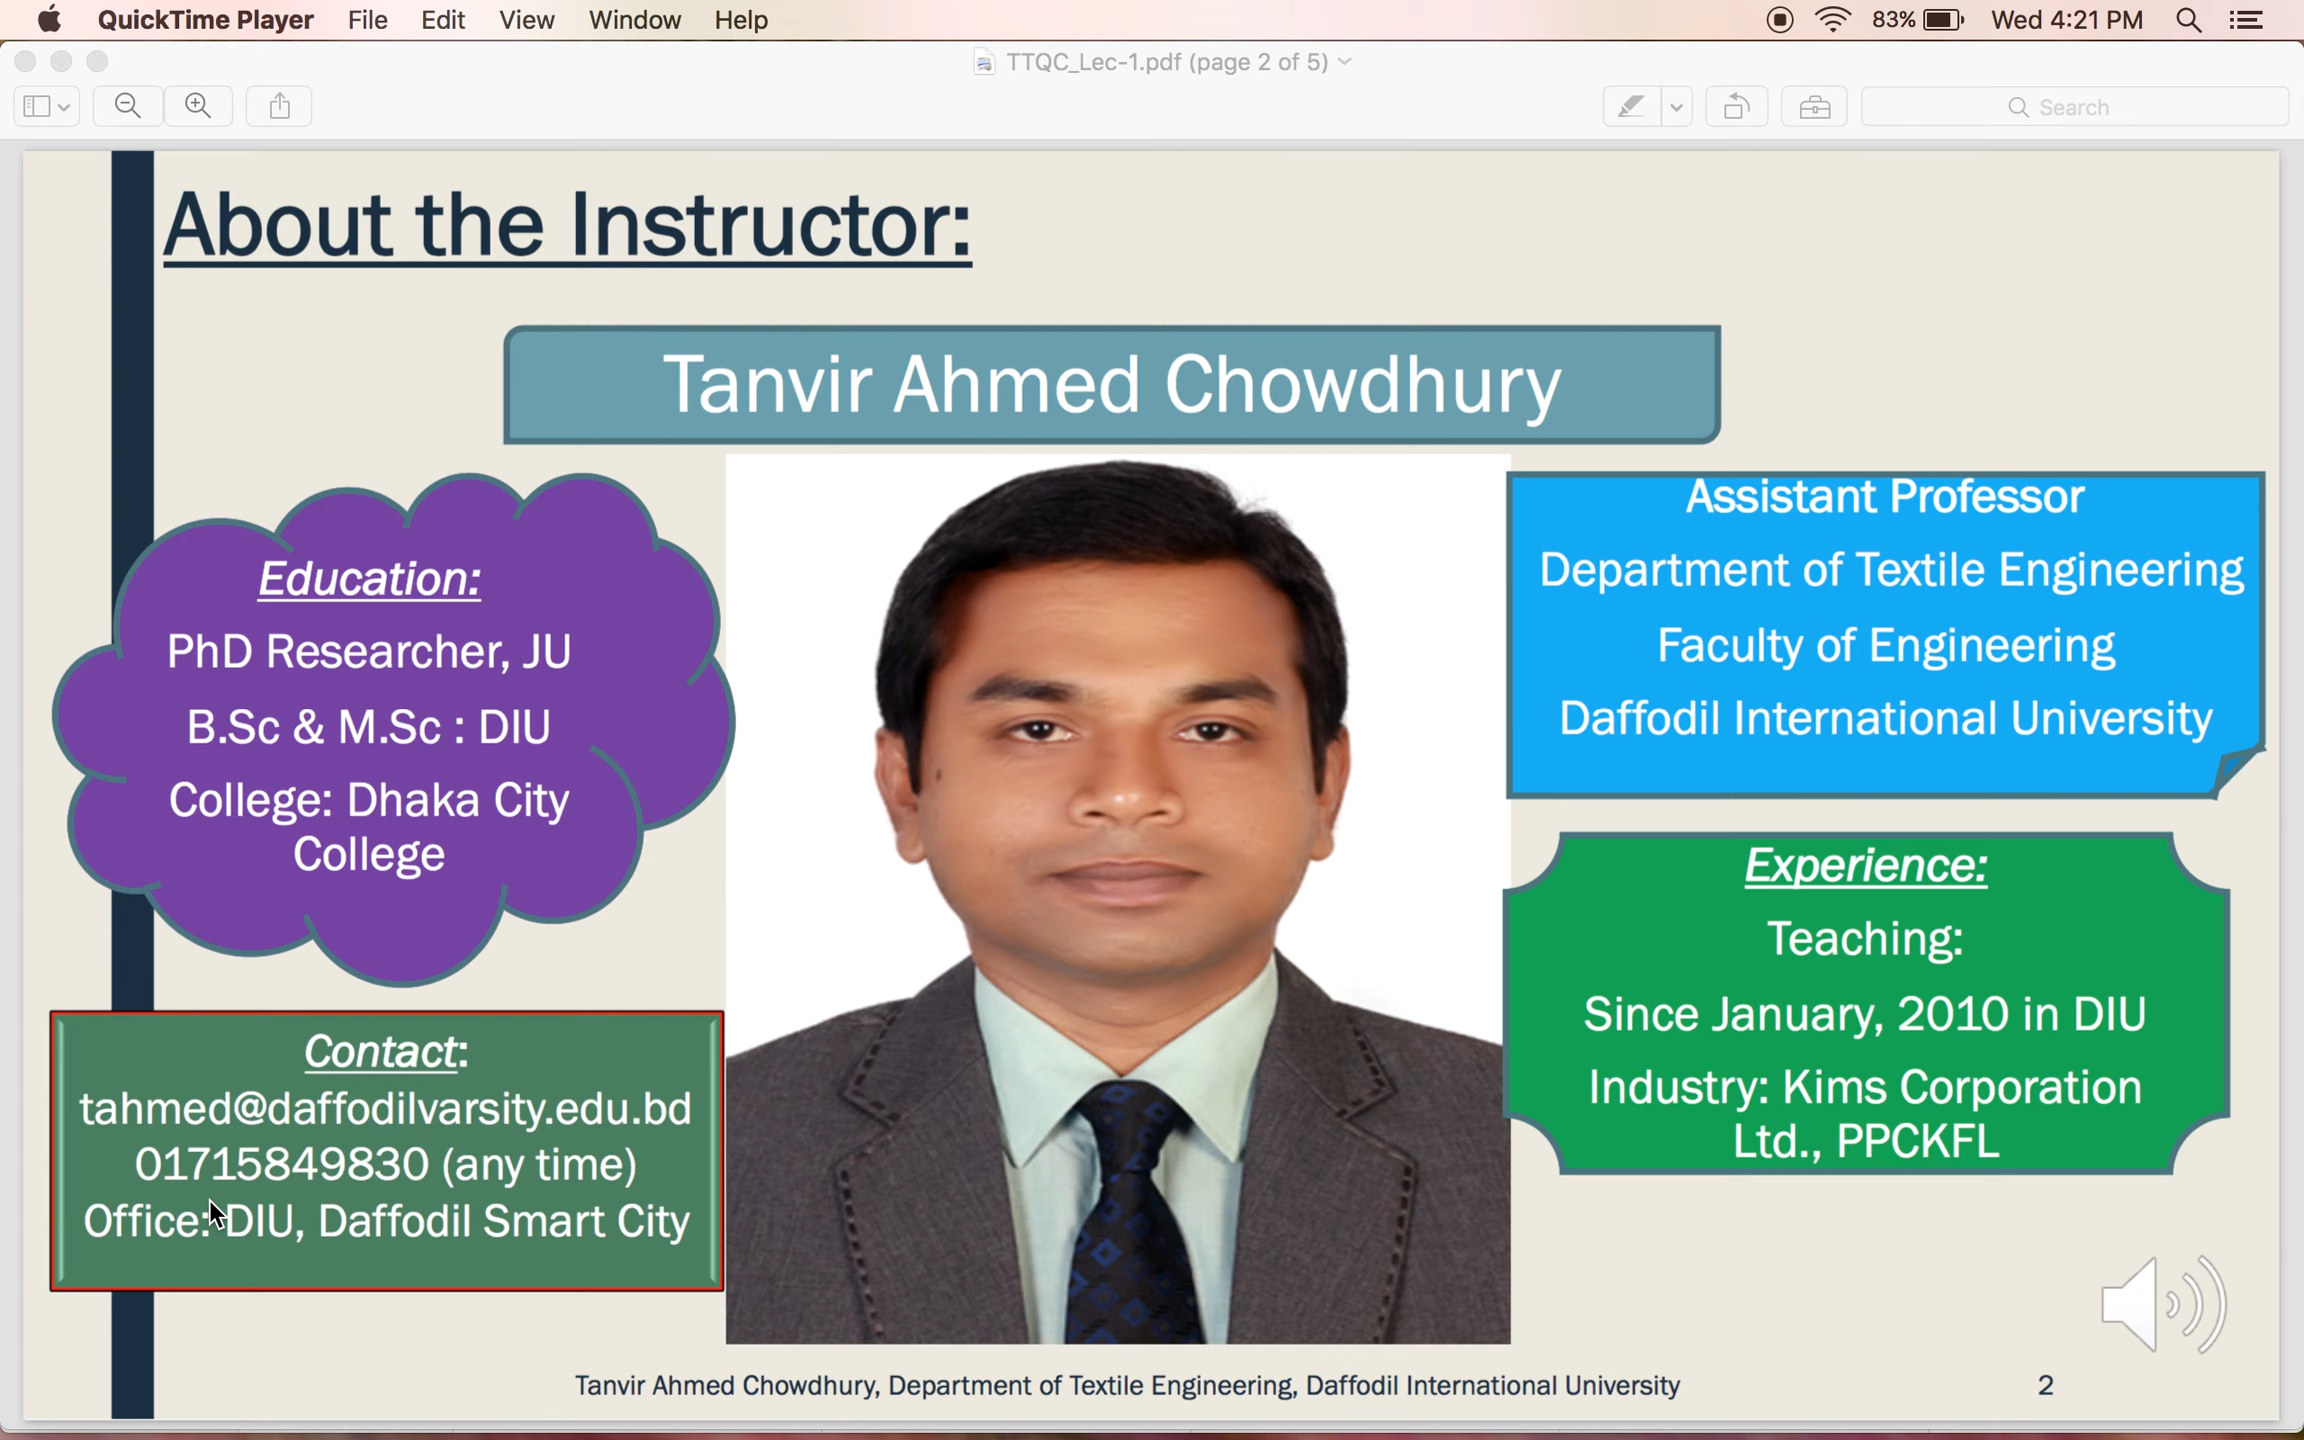 QuickTime Player File Edit View Window Help 83% Wed 4:21 PM
TTQC_Lec-1.pdf (page 2 of 5)
Search
About the Instructor:
Tanvir Ahmed Chowdhury
Education:
PhD Researcher, JU
B.Sc & M.Sc : DIU
College: Dhaka City
College
Contact:
tahmed@daffodilvarsity.edu.bd
01715849830 (any time)
Office: DIU, Daffodil Smart City
Assistant Professor
Department of Textile Engineering
Faculty of Engineering
Daffodil International University
Experience:
Teaching:
Since January, 2010 in DIU
Industry: Kims Corporation
Ltd., PPCKFL
Tanvir Ahmed Chowdhury, Department of Textile Engineering, Daffodil International University 2